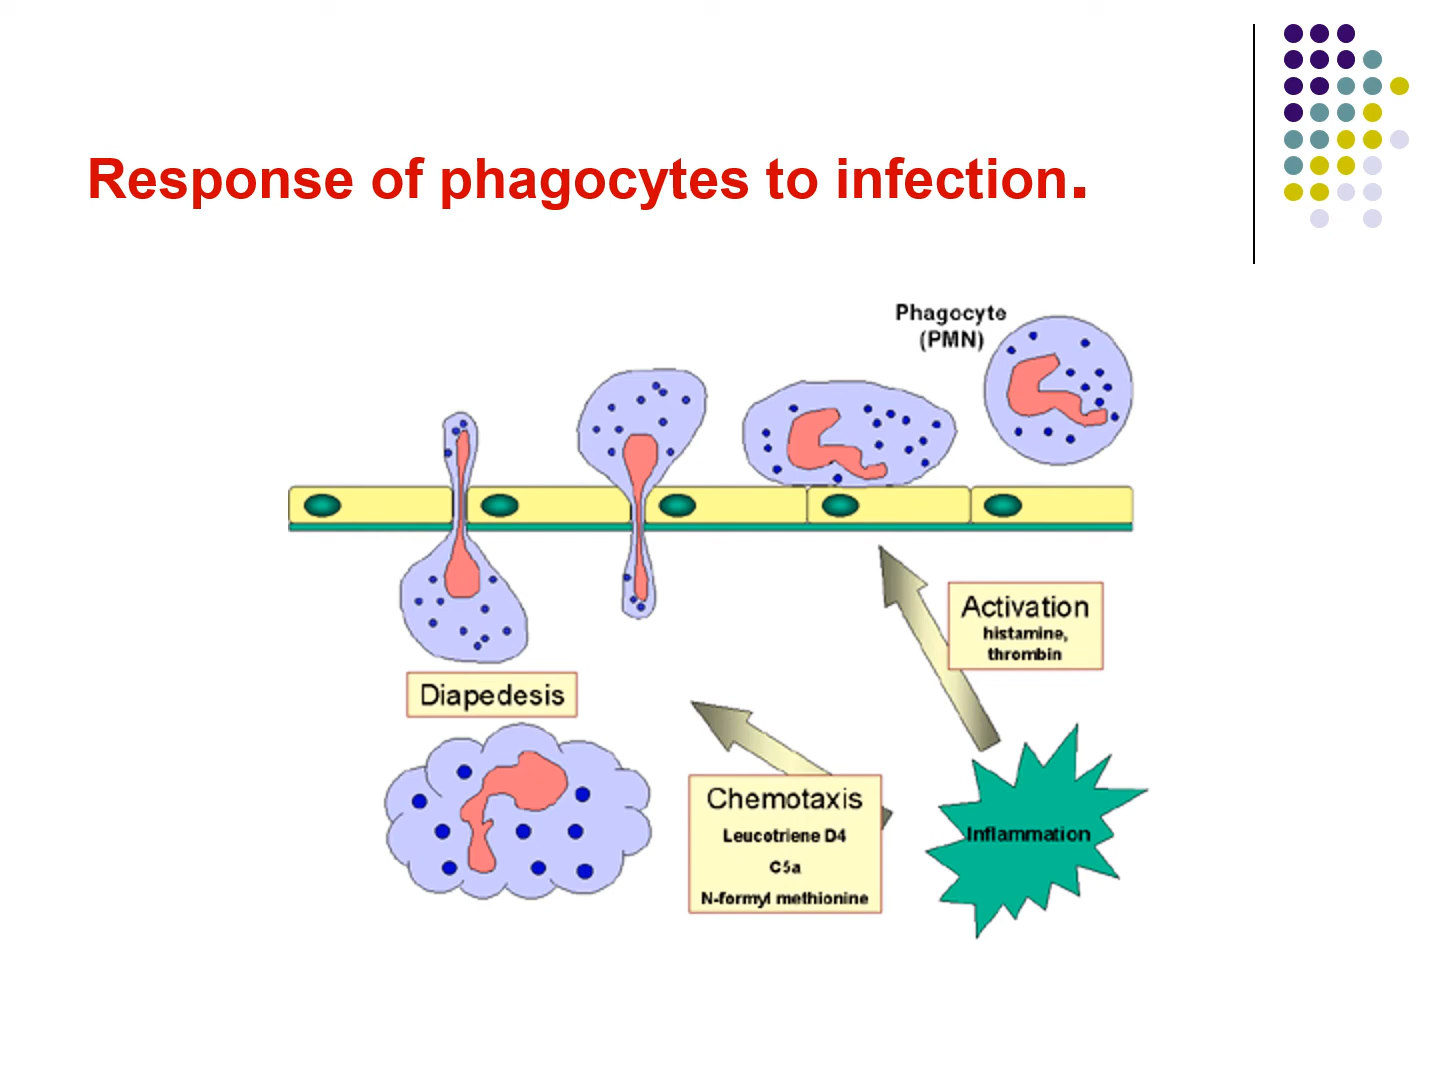 Response of phagocytes to infection.
Phagocyte
(PMN)
Activation
histamine,
thrombin
Diapedesis
Chemotaxis
Leucotriene D4
C5a
N-formyl methionine
Inflammation